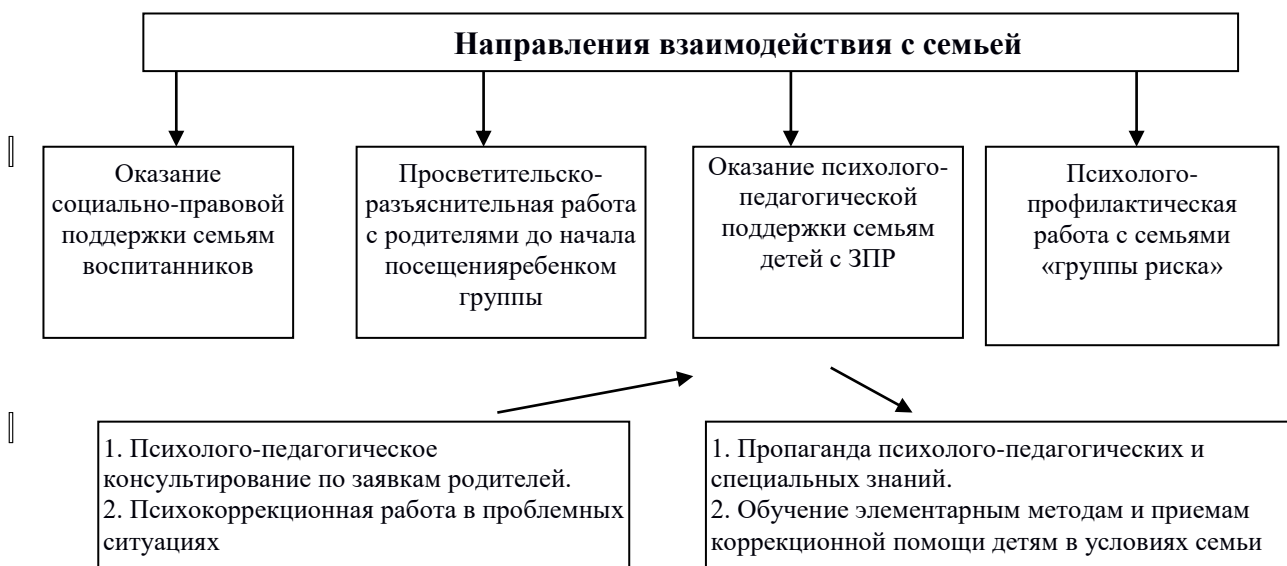 Направления взаимодействия с семьей
Оказание
социально-правовой
поддержки семьям
воспитанников
Просветительско-
разъяснительная работа
с родителями до начала
посещенияребенком
группы
Оказание психолого-
педагогической
поддержки семьям
детей с ЗПР
Психолого-
профилактическая
работа с семьями
«группы риска»
1. Психолого-педагогическое
консультирование по заявкам родителей.
2. Психокоррекционная работа в проблемных
ситуациях
1. Пропаганда психолого-педагогических и
специальных знаний.
2. Обучение элементарным методам и приемам
коррекционной помощи детям в условиях семьи